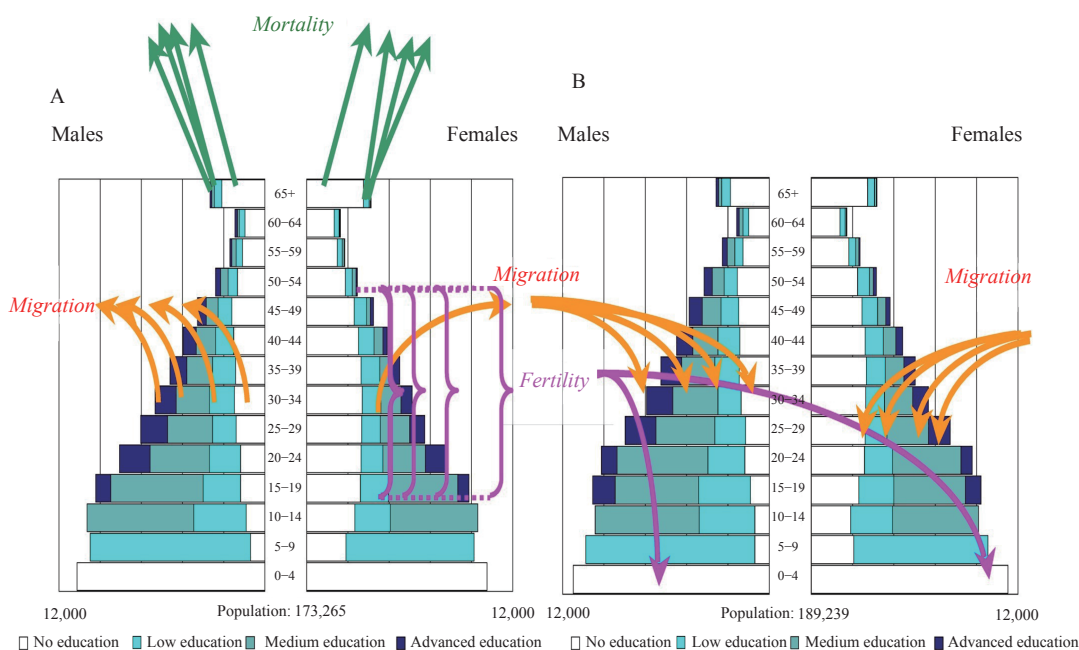 Mortality
A
B
Males
Females
Males
Females
65+
60−64
55−59
50−54
45−49
40−44
35−39
30−34
25−29
20−24
15−19
10−14
5−9
0−4
Migration
Migration
Fertility
65+
60−64
55−59
50−54
45−49
40−44
35−39
30−34
25−29
20−24
15−19
10−14
5−9
0−4
Migration
12,000
Population: 173,265
12,000
12,000
Population: 189,239
12,000
No education
Low education
Medium education
Advanced education
No education
Low education
Medium education
Advanced education